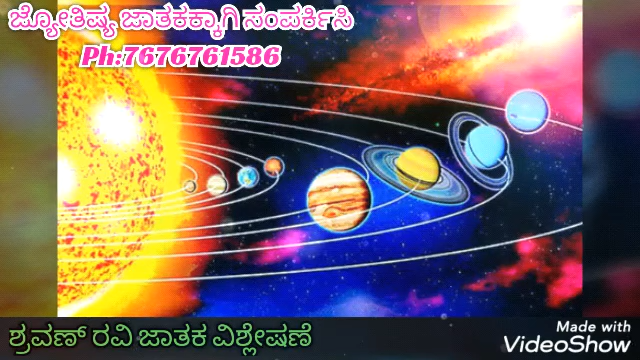 ಜ್ಯೋತಿಷ್ಯ ಜಾತಕಕ್ಕಾಗಿ ಸಂಪರ್ಕಿಸಿ
Ph:7676761586
ಶ್ರವಣ್ ರವಿ ಜಾತಕ ವಿಶ್ಲೇಷಣೆ
Made with
VideoShow